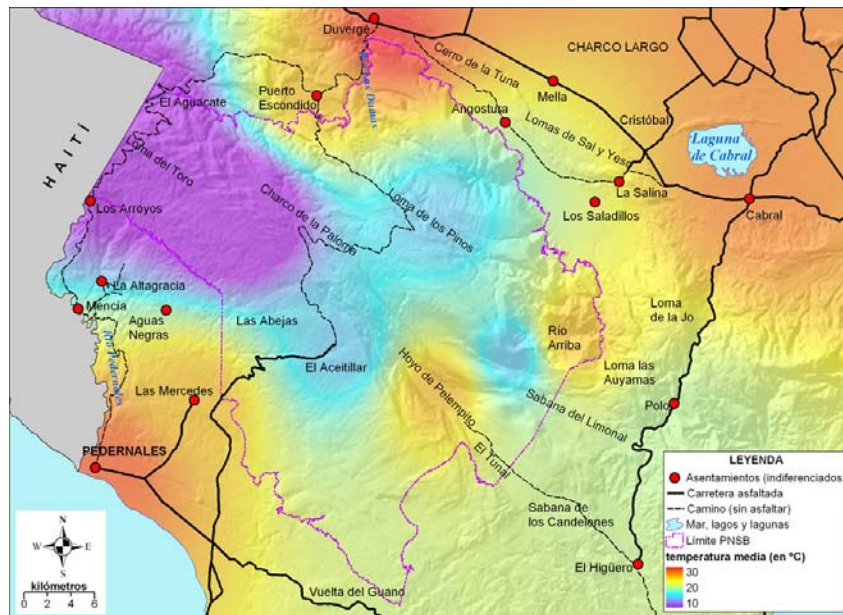 Duvergé
CHARCO LARGO
Cerro de la Tuna
Puerto
Escondido
Las Damas
Mella
El Aguacate
Angostura
Cristóbal
Lomas de Sal y Yeso
Laguna
de Cabral
HAITÍ
Loma del Toro
La Salina
Los Arroyos
Charco de la Paloma
Loma de los Pinos
Los Saladillos
Cabral
La Altagracia
Mencía
Aguas
Negras
Las Abejas
Río
Arriba
Loma
de la Jo
Río Pedernales
El Aceitillar
Hoyo de Pelempito
Loma las
Auyamas
Las Mercedes
Sabana del Limonal
Polo
PEDERNALES
El Tunal
Sabana de
los Candelones
El Higüero
Vuelta del Guano
N
W E
S
kilómetros
0 2 4 6
LEYENDA
Asentamientos (indiferenciados)
Carretera asfaltada
Camino (sin asfaltar)
Mar, lagos y lagunas
Límite PNSB
temperatura media (en ºC)
30
20
10